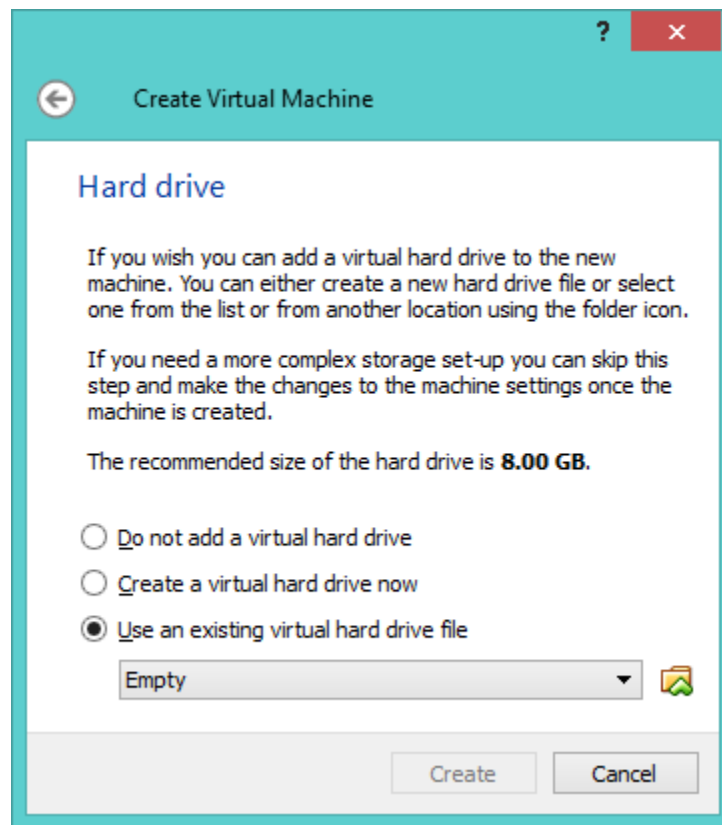 ?
Create Virtual Machine
Hard drive
If you wish you can add a virtual hard drive to the new
machine. You can either create a new hard drive file or select
one from the list or from another location using the folder icon.
If you need a more complex storage set-up you can skip this
step and make the changes to the machine settings once the
machine is created.
The recommended size of the hard drive is 8.00 GB.
Do not add a virtual hard drive
Create a virtual hard drive now
Use an existing virtual hard drive file
Empty
Create Cancel